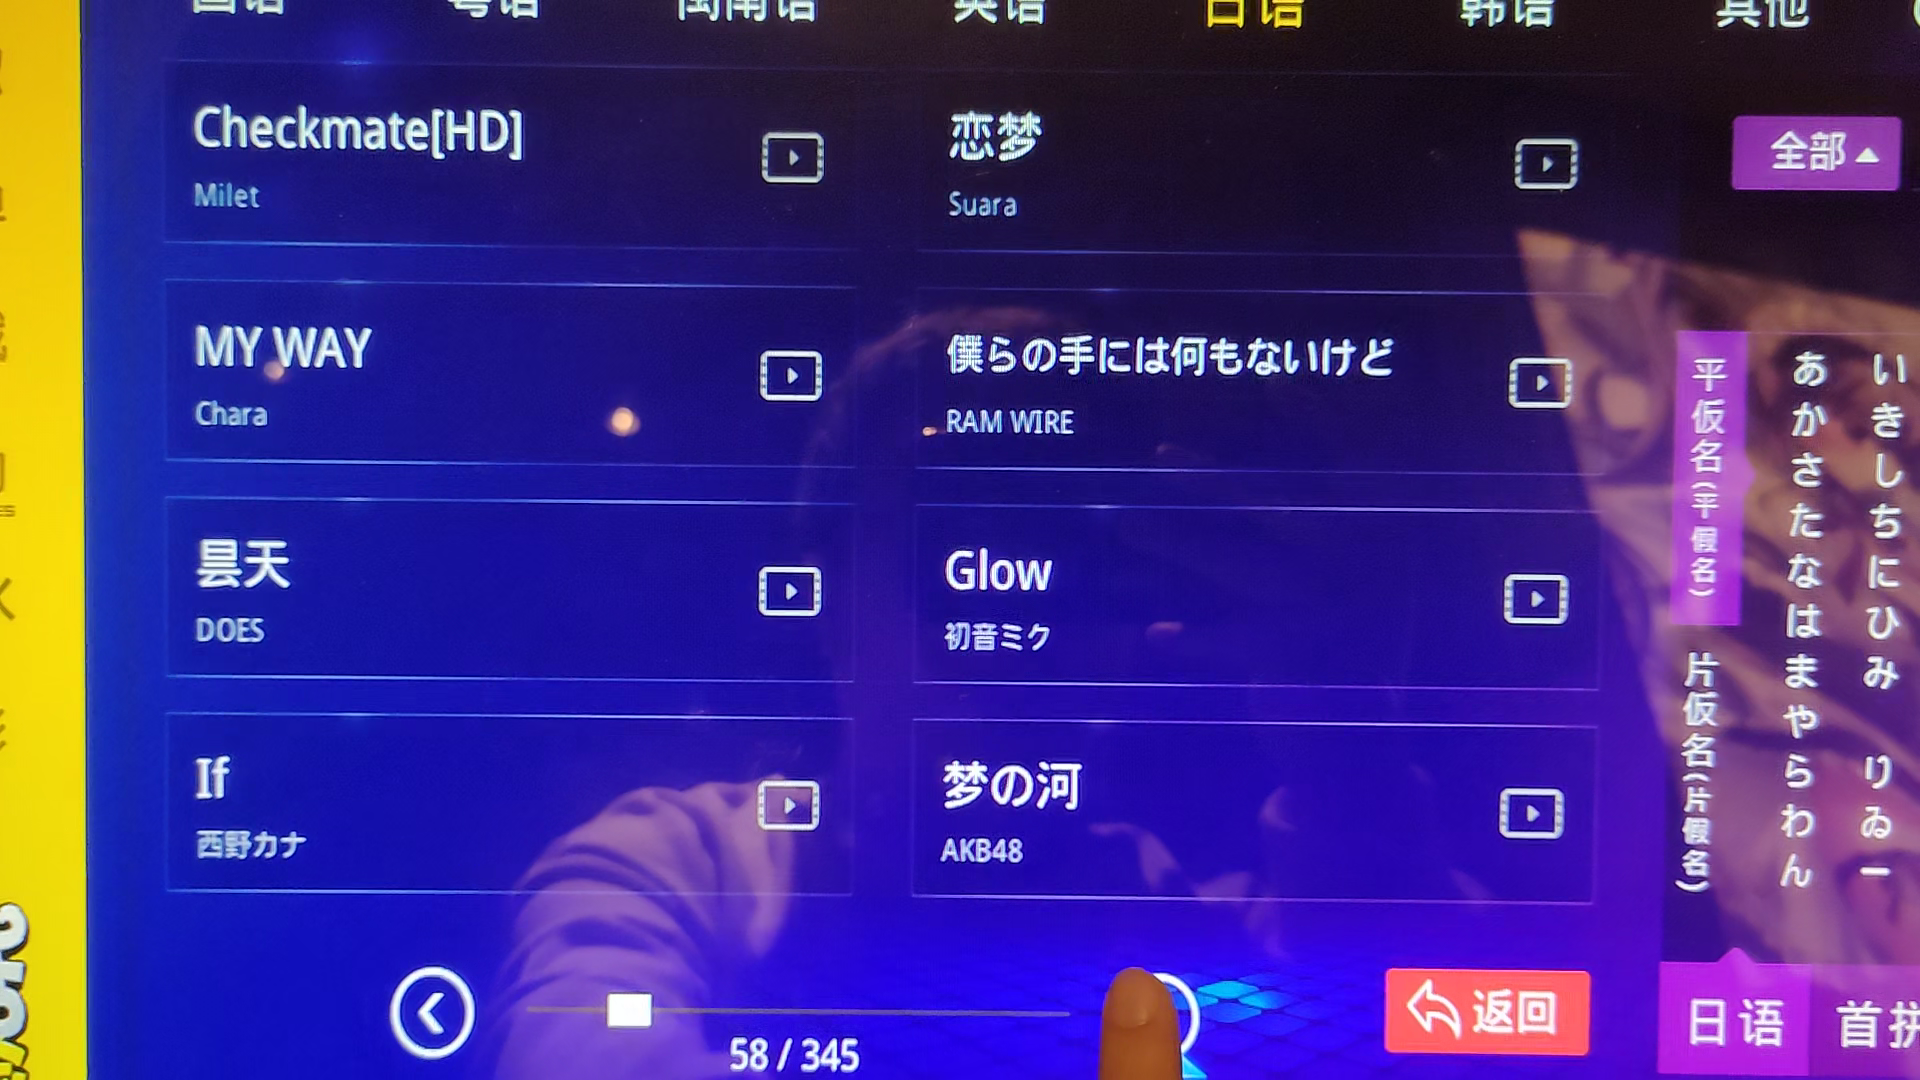 国语 粤语 闽南语 英语 日语 韩语 其他
Checkmate[HD]
Milet
恋梦
Suara
全部
MY WAY
Chara
僕らの手には何もないけど
RAM WIRE
昙天
DOES
Glow
初音ミク
If
西野カナ
梦の河
AKB48
平仮名(平假名)
片仮名(片假名)
あかさたなはまやらわん
いきしちにひみ りゐー
58 / 345
返回
日语
首拼